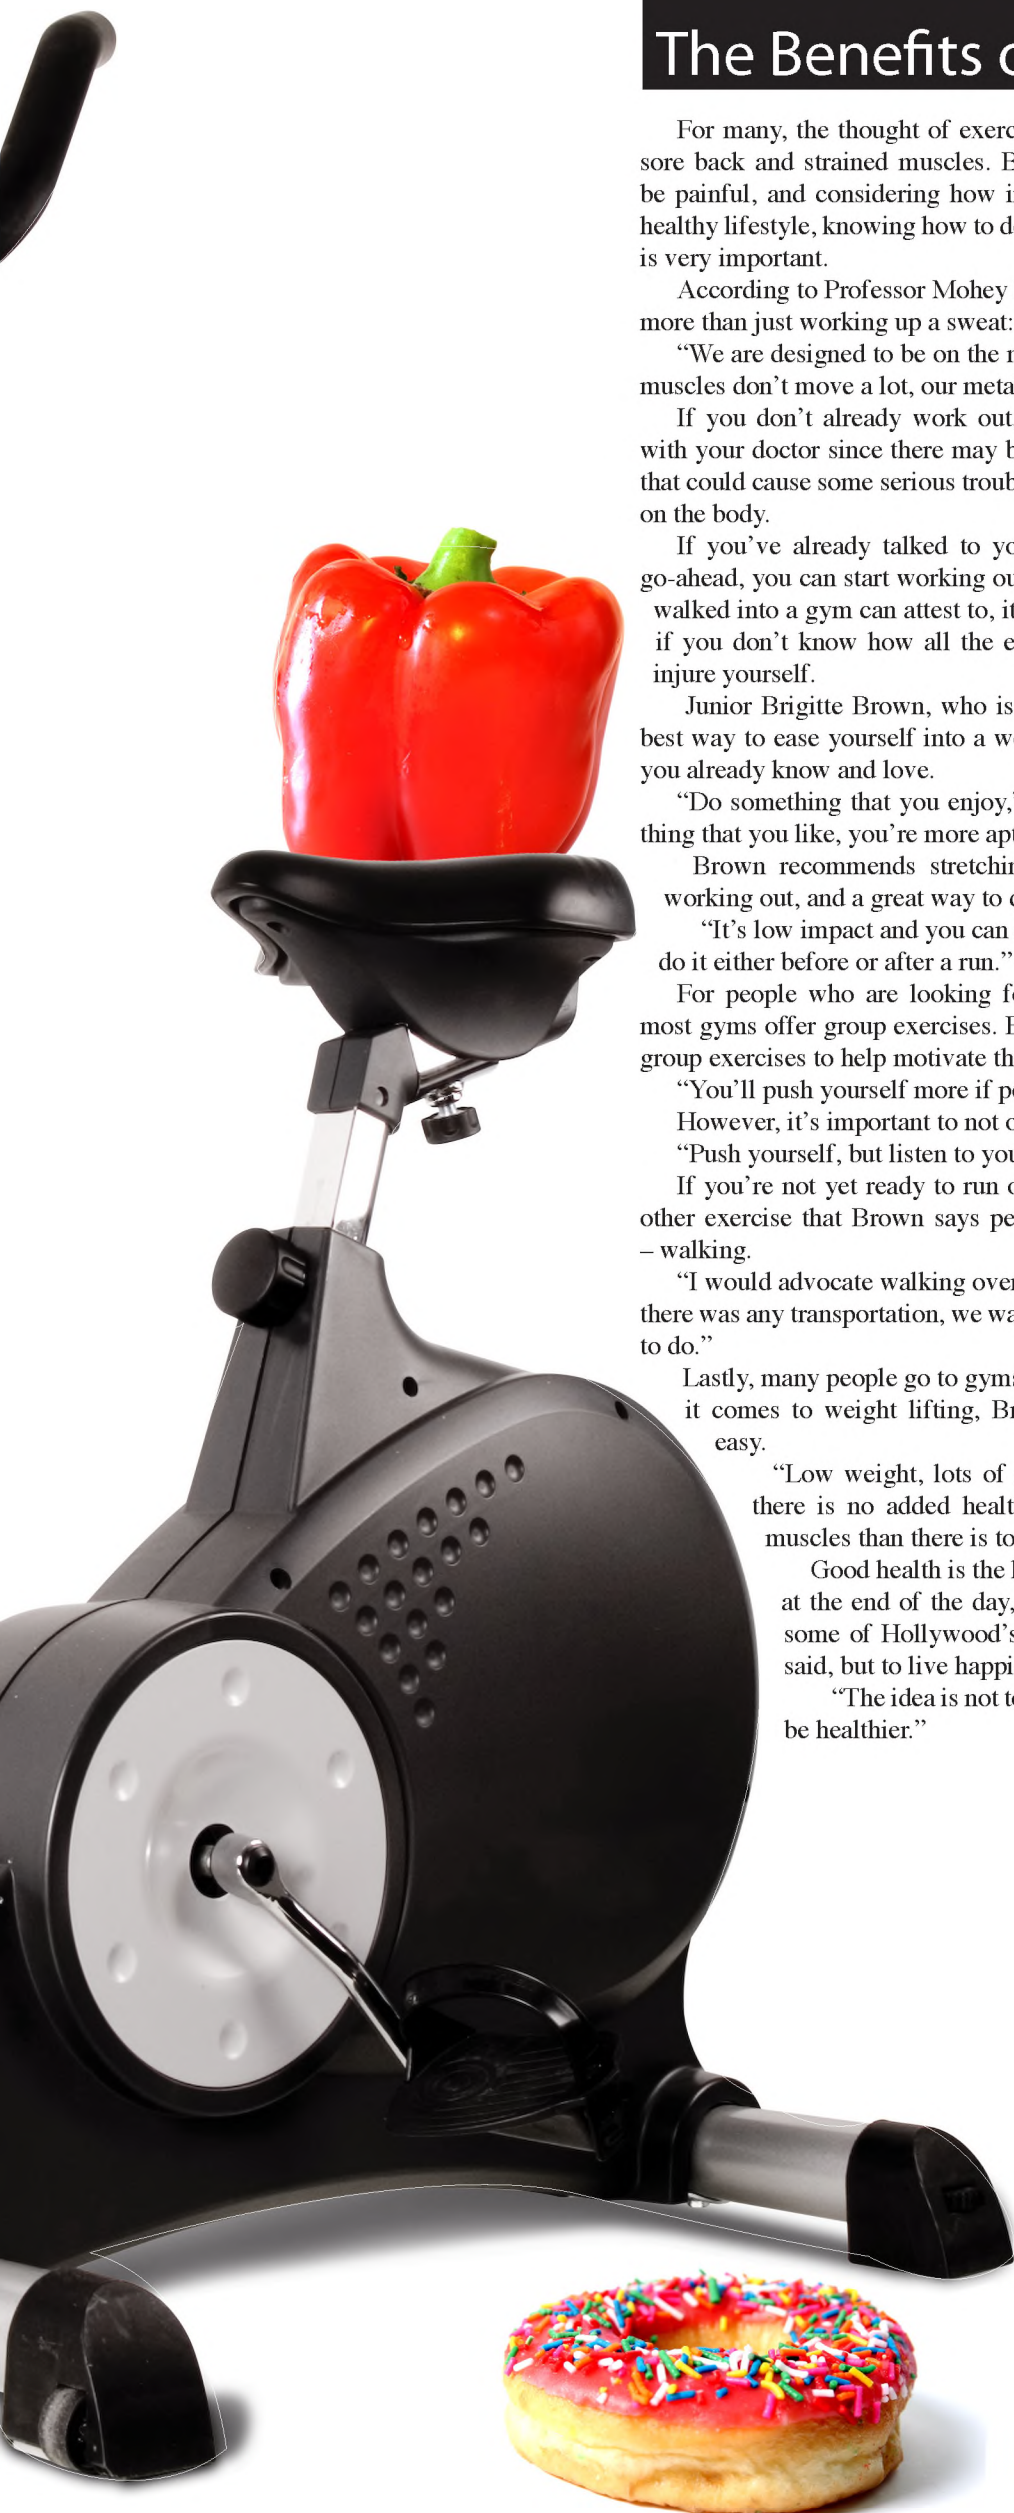 The Benefits
For many, the thought of
sore back and strained muscles.
be painful, and considering how
healthy lifestyle, knowing how to
is very important.
According to Professor Mohey
more than just working up a sweat:
“We are designed to be on the
muscles don’t move a lot, our
If you don’t already work out
with your doctor since there may
that could cause some serious
on the body.
If you’ve already talked to
go-ahead, you can start working
walked into a gym can attest to,
if you don’t know how all the
injure yourself.
Junior Brigitte Brown, who is
best way to ease yourself into a
you already know and love.
“Do something that you enjoy,
thing that you like, you’re more apt
Brown recommends
working out, and a great way to
“It’s low impact and you can
do it either before or after a run.”
For people who are looking
most gyms offer group exercises.
group exercises to help motivate
“You’ll push yourself more if
However, it’s important to not
“Push yourself, but listen to
If you’re not yet ready to run
other exercise that Brown says
– walking.
“I would advocate walking over
there was any transportation, we
to do.”
Lastly, many people go to gyms
it comes to weight lifting,
easy.
“Low weight, lots of
there is no added
muscles than there is to
Good health is the
at the end of the day,
some of Hollywood’s
said, but to live
“The idea is not
be healthier.”